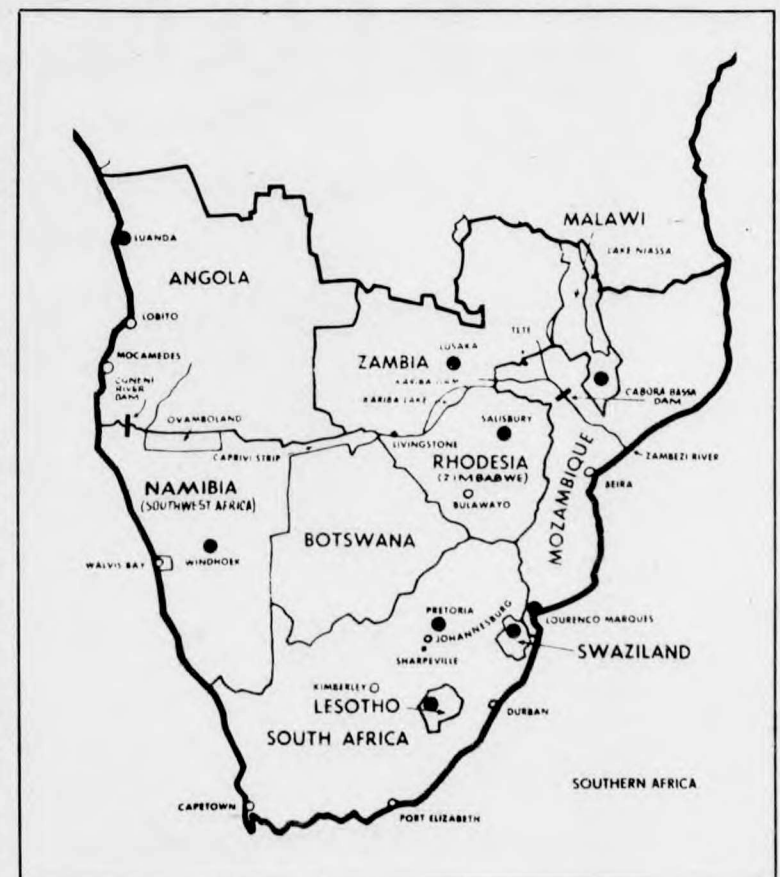 MALAWI
LAKE NIASSA
LUANDA
ANGOLA
LOBITO
TETE
LUSAKA
MOCAMEDES
ZAMBIA
CUNENE
RIVER
DAM
KARIBA DAM
CABORA BASSA
DAM
KARIBA LAKE
OVAMBOLAND
SALISBURY
LIVINGSTONE
CAPRIVI STRIP
ZAMBEZI RIVER
RHODESIA
(ZIMBABWE)
BEIRA
NAMIBIA
(SOUTHWEST AFRICA)
BULAWAYO
MOZAMBIQUE
BOTSWANA
WALVIS BAY
WINDHOEK
PRETORIA
LOURENCO MARQUES
JOHANNESBURG
SWAZILAND
SHARPEVILLE
KIMBERLEY
LESOTHO
DURBAN
SOUTH AFRICA
SOUTHERN AFRICA
CAPETOWN
PORT ELIZABETH